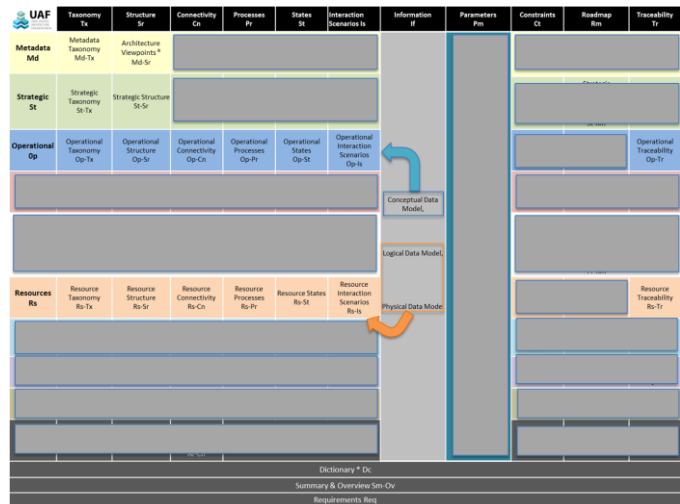 UAF
Taxonomy Tx
Structure Sr
Connectivity Cn
Processes Pr
States St
Interaction Scenarios Is
Information If
Parameters Pm
Constraints Ct
Roadmap Rm
Traceability Tr
Metadata Md
Metadata Taxonomy Md-Tx
Architecture Viewpoints ª Md-Sr
Strategic St
Strategic Taxonomy St-Tx
Strategic Structure St-Sr
Operational Op
Operational Taxonomy Op-Tx
Operational Structure Op-Sr
Operational Connectivity Op-Cn
Operational Processes Op-Pr
Operational States Op-St
Operational Interaction Scenarios Op-Is
Operational Traceability Op-Tr
Conceptual Data Model,
Logical Data Model,
Physical Data Model
Resources Rs
Resource Taxonomy Rs-Tx
Resource Structure Rs-Sr
Resource Connectivity Rs-Cn
Resource Processes Rs-Pr
Resource States Rs-St
Resource Interaction Scenarios Rs-Is
Resource Traceability Rs-Tr
Dictionary * Dc
Summary & Overview Sm-Ov
Requirements Req